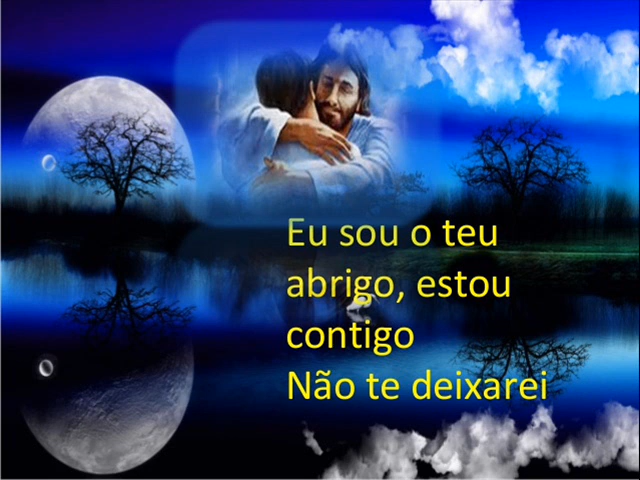 Eu sou o teu
abrigo, estou
contigo
Não te deixarei